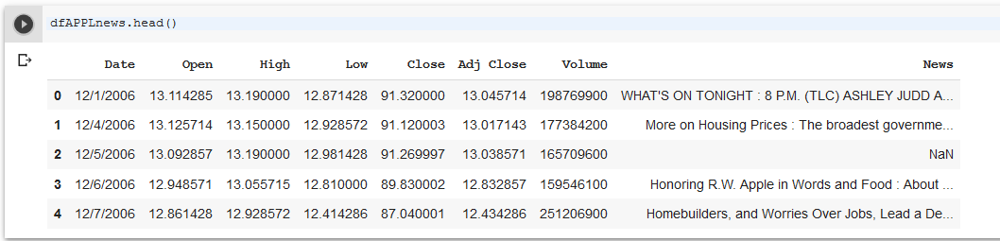 dfAPPLnews.head()
Date Open High Low Close Adj Close Volume News
0 12/1/2006 13.114285 13.190000 12.871428 91.320000 13.045714 198769900 WHAT'S ON TONIGHT : 8 P.M. (TLC) ASHLEY JUDD A...
1 12/4/2006 13.125714 13.150000 12.928572 91.120003 13.017143 177384200 More on Housing Prices : The broadest governme...
2 12/5/2006 13.092857 13.190000 12.981428 91.269997 13.038571 165709600 NaN
3 12/6/2006 12.948571 13.055715 12.810000 89.830002 12.832857 159546100 Honoring R.W. Apple in Words and Food : About ...
4 12/7/2006 12.861428 12.928572 12.414286 87.040001 12.434286 251206900 Homebuilders, and Worries Over Jobs, Lead a De...